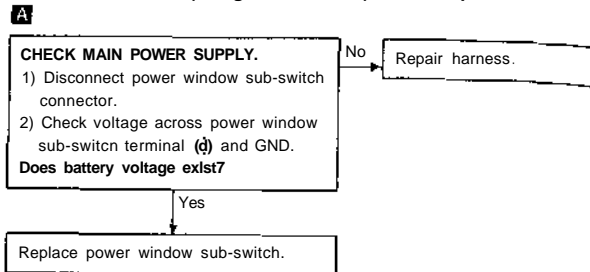 A
CHECK MAIN POWER SUPPLY.
No
Repair harness.
1) Disconnect power window sub-switch
connector.
2) Check voltage across power window
sub-switcn terminal (d) and GND.
Does battery voltage exlst7
Yes
Replace power window sub-switch.